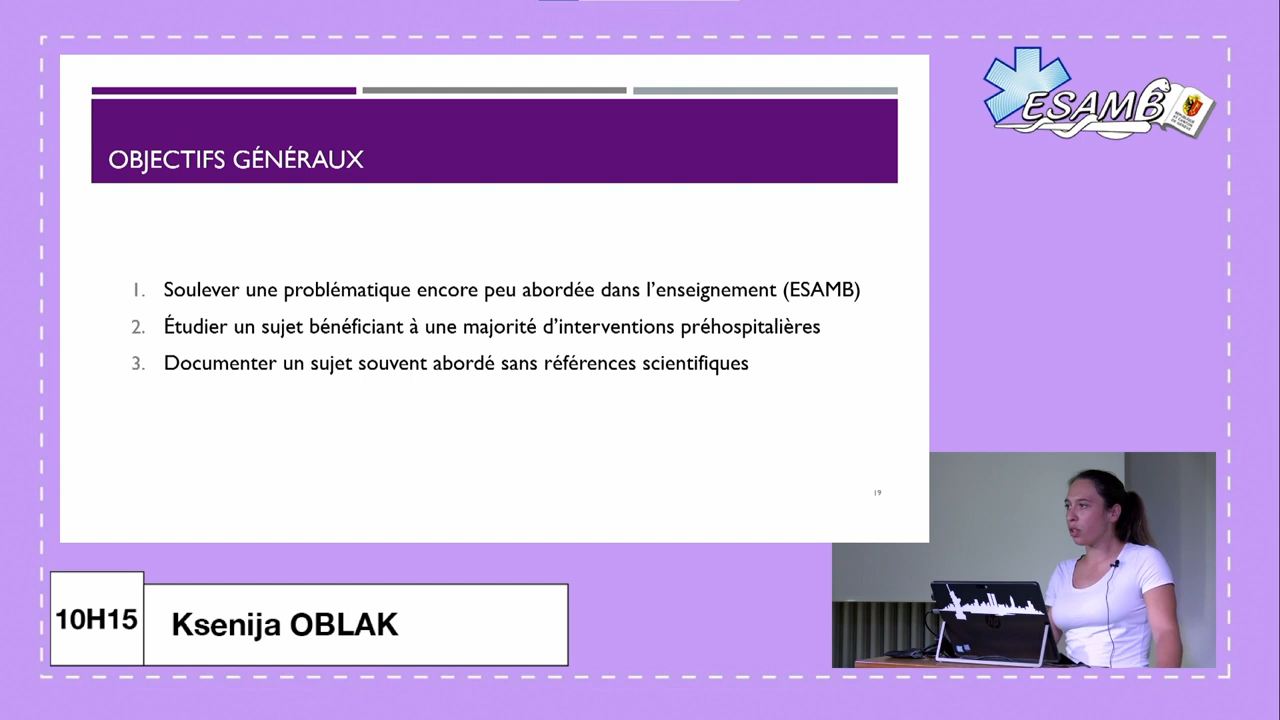 OBJECTIFS GÉNÉRAUX
1. Soulever une problématique encore peu abordée dans l'enseignement (ESAMB)
2. Étudier un sujet bénéficiant à une majorité d'interventions préhospitalières
3. Documenter un sujet souvent abordé sans références scientifiques
19
ESAMB
10H15
Ksenija OBLAK